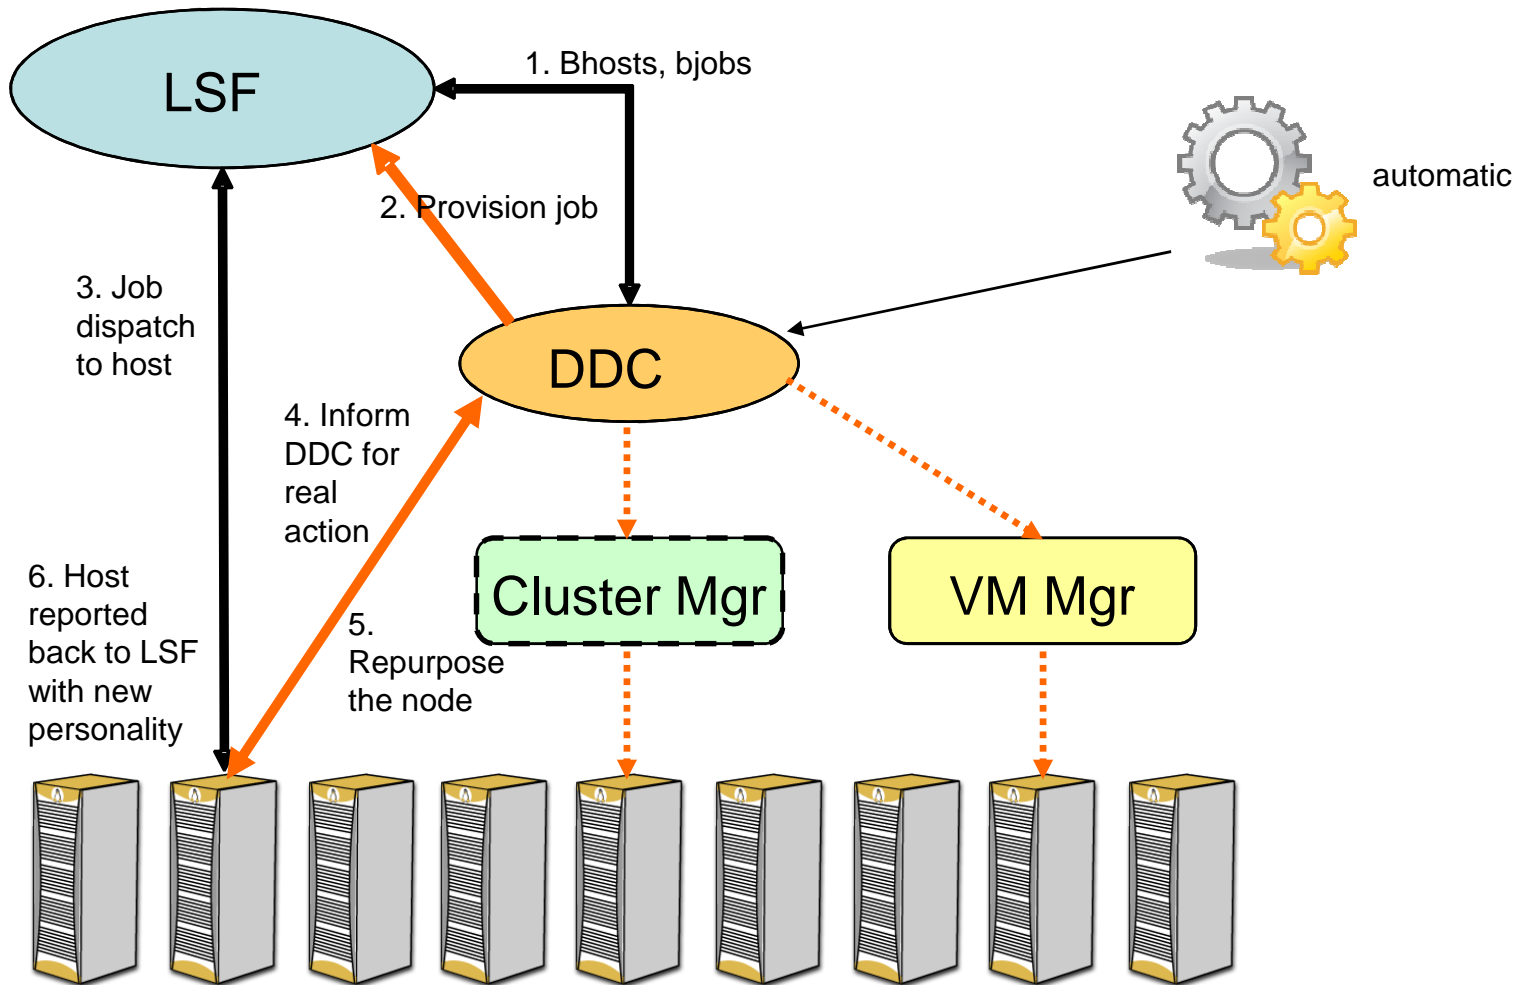 LSF
1. Bhosts, bjobs
automatic
2. Provision job
3. Job
dispatch
to host
DDC
4. Inform
DDC for
real
action
Cluster Mgr
VM Mgr
6. Host
reported
back to LSF
with new
personality
5.
Repurpose
the node